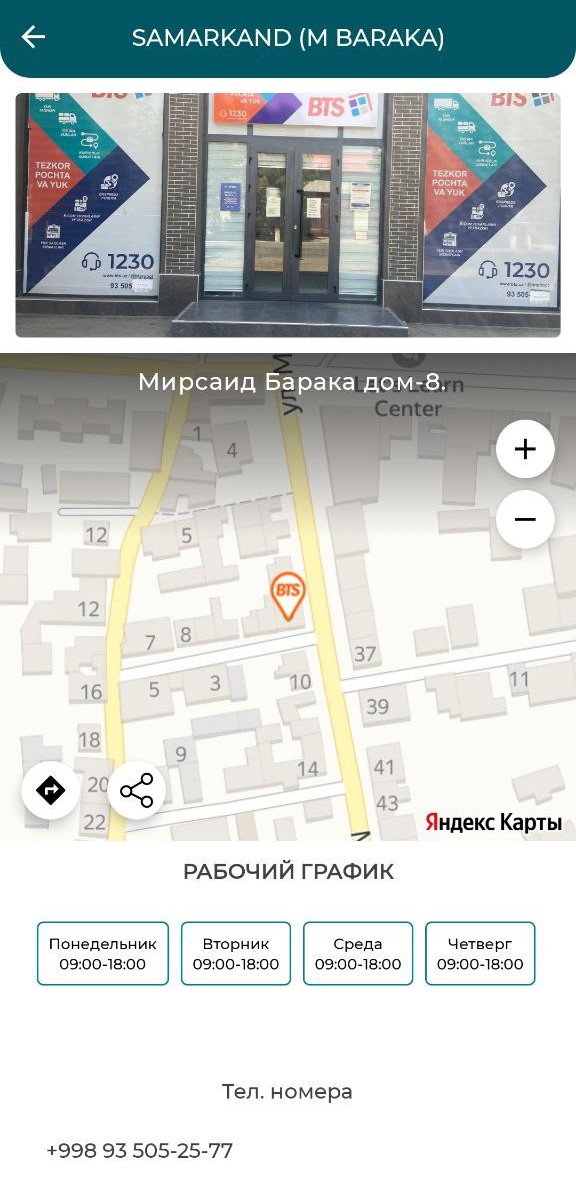 SAMARKAND (M BARAKA)
BTS
TEZKOR
POCHTA
VA YUK
1230
93 505
POCHTA
VA YUK
BTS
1230
BTS
TEZKOR
POCHTA
VA YUK
1230
93 505
Мирсаид Барака дом-8.
Center
1
4
+
−
12
5
BTS
12
7
8
37
16
5
3
10
11
39
18
9
14
41
20
43
22
Яндекс Карты
РАБОЧИЙ ГРАФИК
Понедельник
09:00-18:00
Вторник
09:00-18:00
Среда
09:00-18:00
Четверг
09:00-18:00
Тел. номера
+998 93 505-25-77